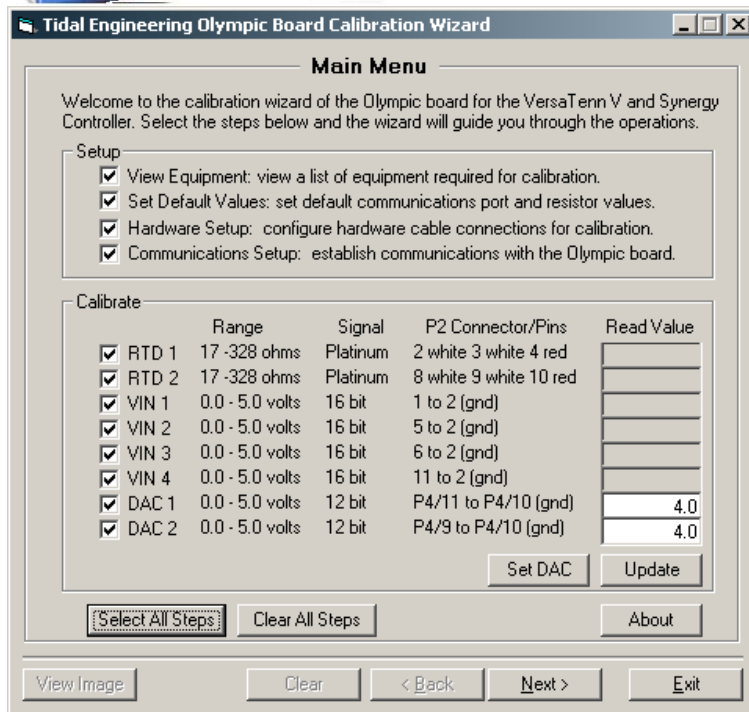 Tidal Engineering Olympic Board Calibration Wizard
Main Menu
Welcome to the calibration wizard of the Olympic board for the VersaTenn V and Synergy
Controller. Select the steps below and the wizard will guide you through the operations.
Setup
View Equipment: view a list of equipment required for calibration.
Set Default Values: set default communications port and resistor values.
Hardware Setup: configure hardware cable connections for calibration.
Communications Setup: establish communications with the Olympic board.
Calibrate
Range Signal P2 Connector/Pins Read Value
RTD 1 17 -328 ohms Platinum 2 white 3 white 4 red
RTD 2 17 -328 ohms Platinum 8 white 9 white 10 red
VIN 1 0.0 - 5.0 volts 16 bit 1 to 2 (gnd)
VIN 2 0.0 - 5.0 volts 16 bit 5 to 2 (gnd)
VIN 3 0.0 - 5.0 volts 16 bit 6 to 2 (gnd)
VIN 4 0.0 - 5.0 volts 16 bit 11 to 2 (gnd)
DAC 1 0.0 - 5.0 volts 12 bit P4/11 to P4/10 (gnd) 4.0
DAC 2 0.0 - 5.0 volts 12 bit P4/9 to P4/10 (gnd) 4.0
Set DAC Update
Select All Steps Clear All Steps About
View Image Clear < Back Next > Exit